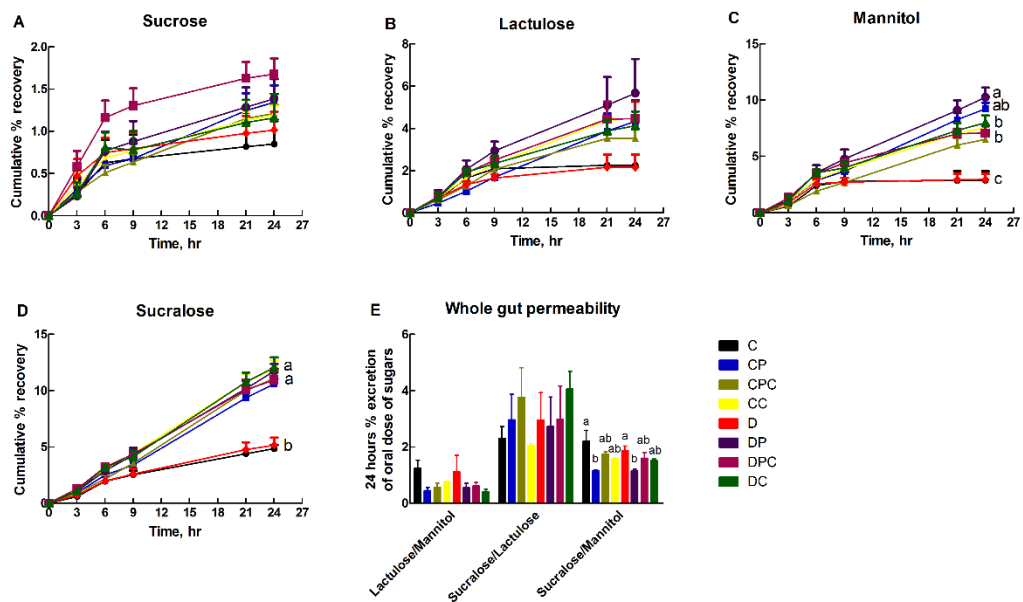 A
Sucrose
Cumulative % recovery
2.0
1.5
1.0
0.5
0.0
0 3 6 9 12 15 18 21 24 27
Time, hr
B
Lactulose
Cumulative % recovery
8
6
4
2
0
0 3 6 9 12 15 18 21 24 27
Time, hr
C
Mannitol
Cumulative % recovery
15
10
5
0
a
ab
b
b
c
0 3 6 9 12 15 18 21 24 27
Time, hr
D
Sucralose
Cumulative % recovery
15
10
5
0
a
a
b
0 3 6 9 12 15 18 21 24 27
Time, hr
E
Whole gut permeability
24 hours % excretion
of oral dose of sugars
6
4
2
0
a
b
ab
ab
a
b
ab
ab
Lactulose/Mannitol
Sucralose/Lactulose
Sucralose/Mannitol
C
CP
CPC
CC
D
DP
DPC
DC